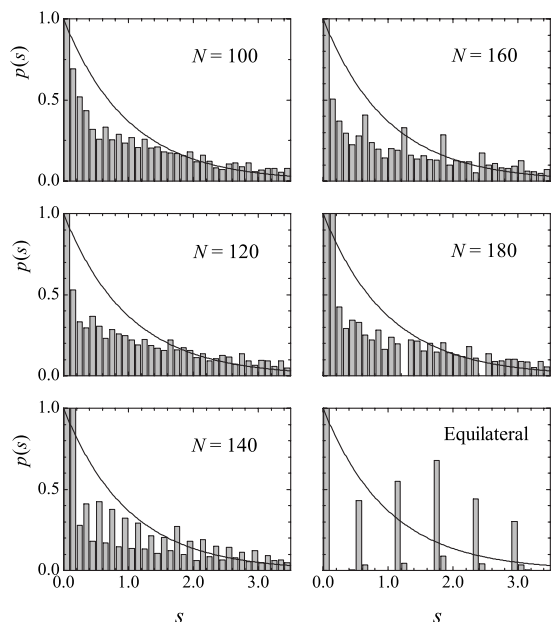 1.0
0.5
0.0
p(s)
N = 100
N = 160
1.0
0.5
0.0
p(s)
N = 120
N = 180
1.0
0.5
0.0
p(s)
N = 140
Equilateral
0.0 1.0 2.0 3.0
0.0 1.0 2.0 3.0
s
s